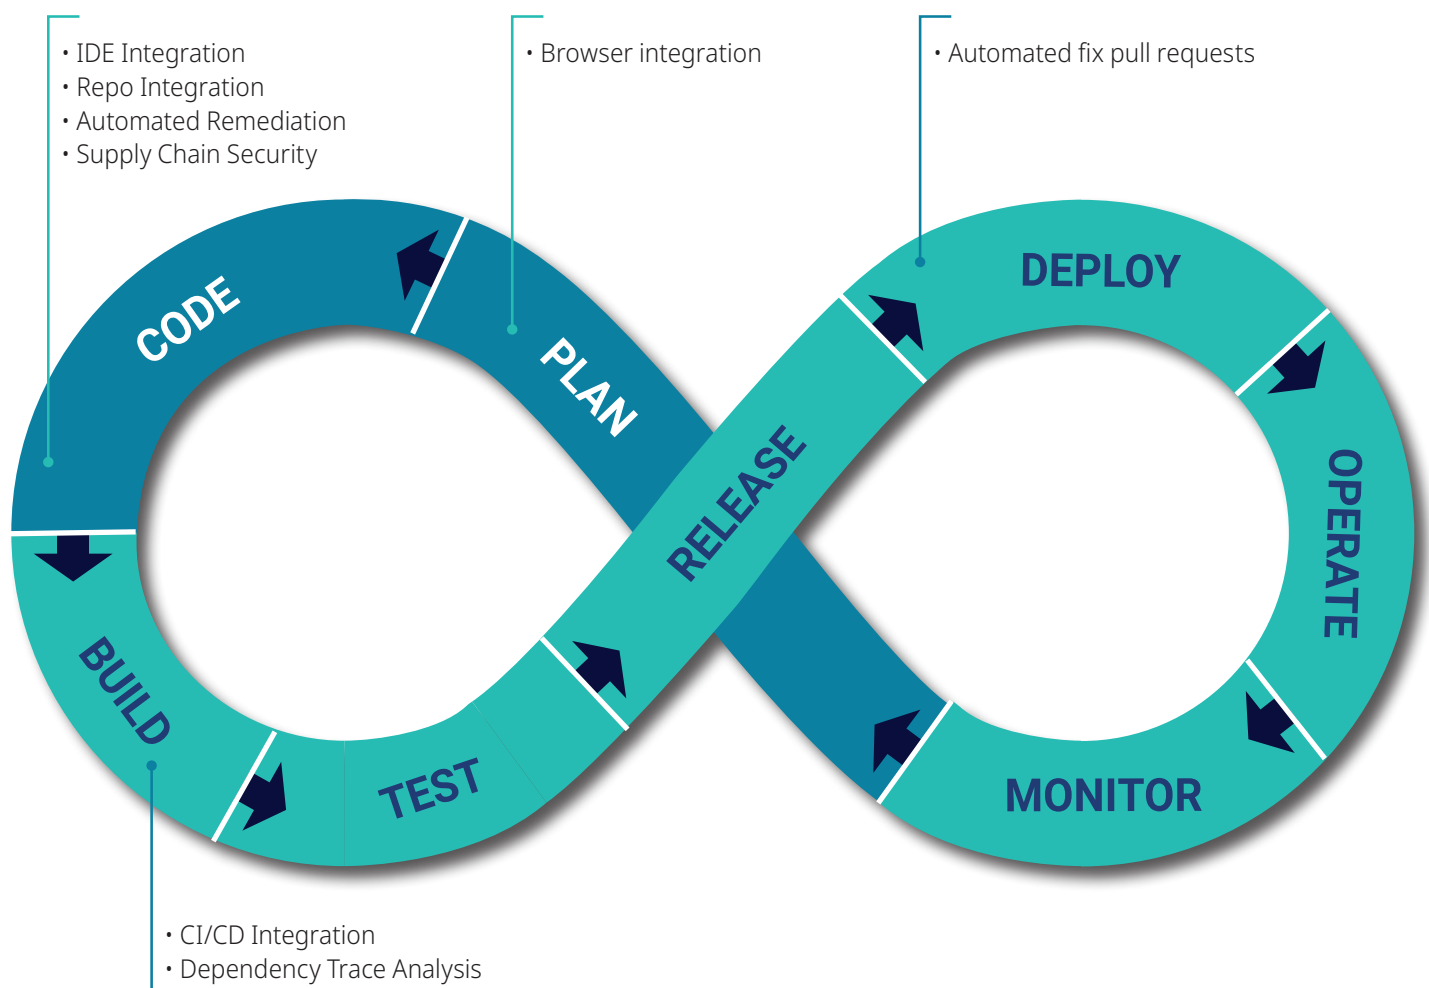 • IDE Integration
• Repo Integration
• Automated Remediation
• Supply Chain Security
• Browser integration
• Automated fix pull requests
CODE
PLAN
DEPLOY
RELEASE
OPERATE
BUILD
TEST
MONITOR
• CI/CD Integration
• Dependency Trace Analysis